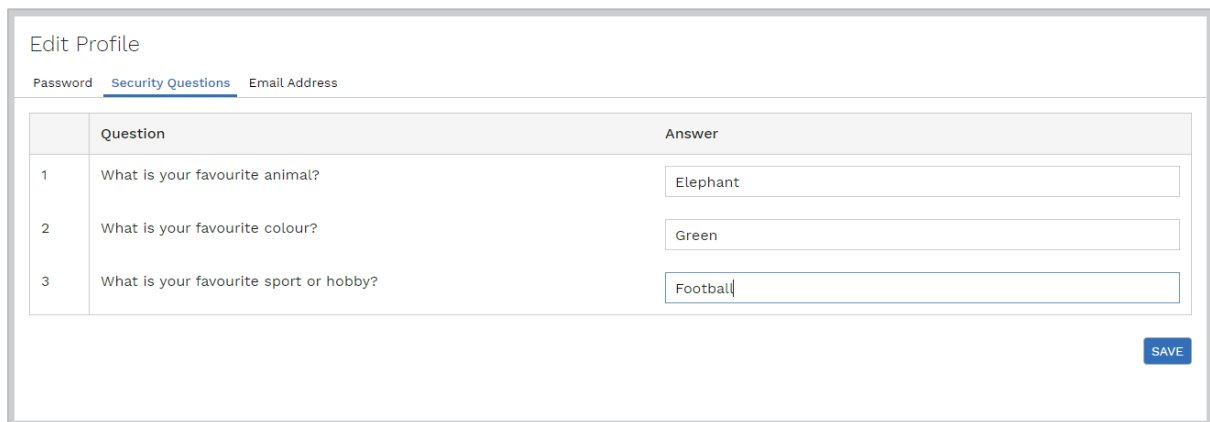 Edit Profile
Password Security Questions Email Address
Question Answer
1 What is your favourite animal? Elephant
2 What is your favourite colour? Green
3 What is your favourite sport or hobby? Football
SAVE